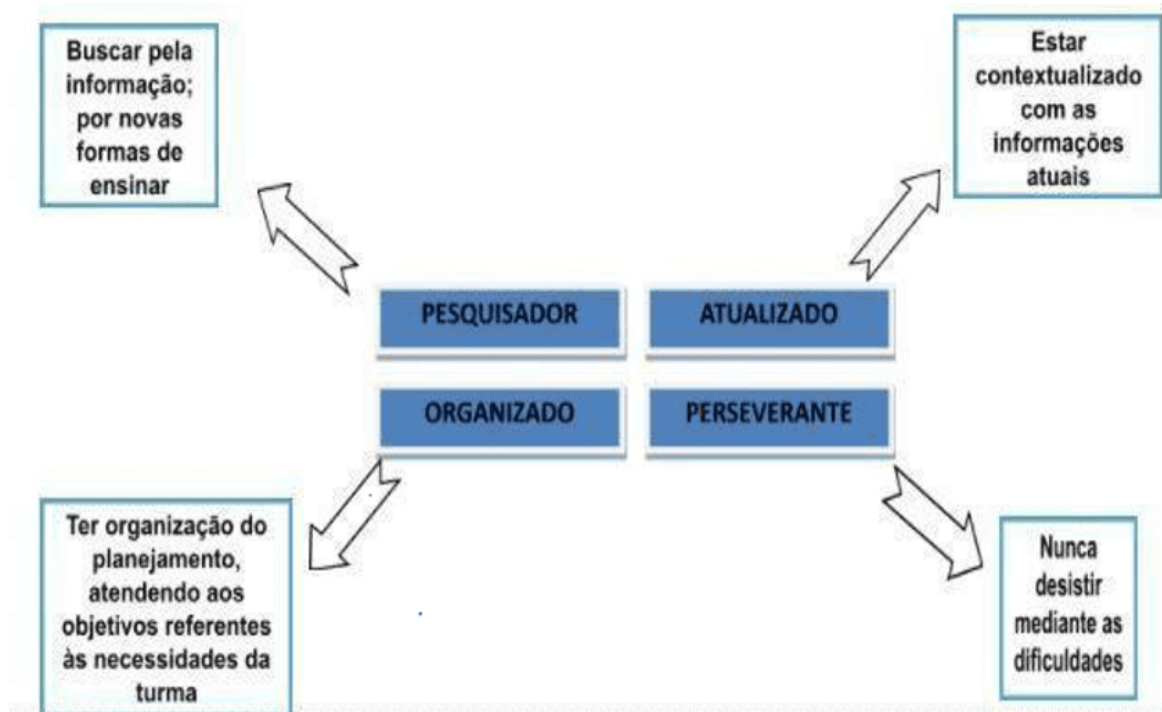 Buscar pela
informação;
por novas
formas de
ensinar
Estar
contextualizado
com as
informações
atuais
PESQUISADOR
ATUALIZADO
ORGANIZADO
PERSEVERANTE
Ter organização do
planejamento,
atendendo aos
objetivos referentes
às necessidades da
turma
Nunca
desistir
mediante as
dificuldades